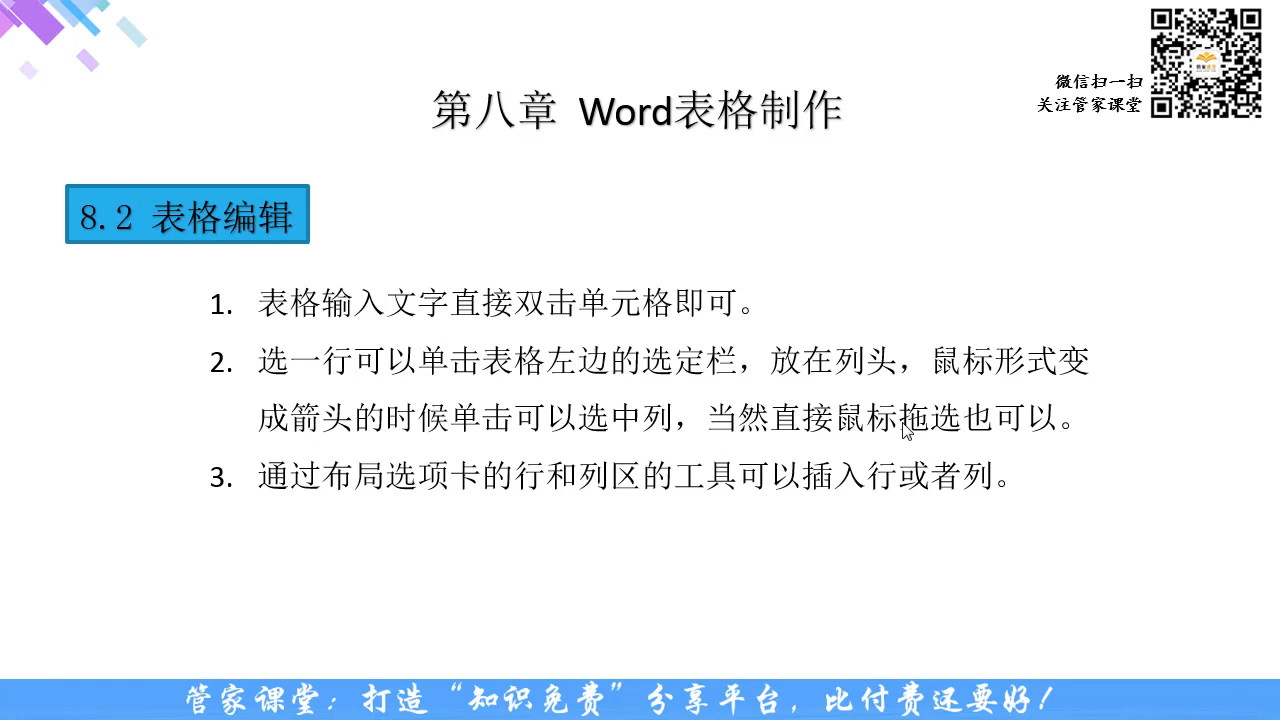 微信扫一扫
关注管家课堂
第八章 Word表格制作
8.2 表格编辑
1. 表格输入文字直接双击单元格即可。
2. 选一行可以单击表格左边的选定栏，放在列头，鼠标形式变
成箭头的时候单击可以选中列，当然直接鼠标拖选也可以。
3. 通过布局选项卡的行和列区的工具可以插入行或者列。
管家课堂：打造“知识免费”分享平台，比付费还要好！